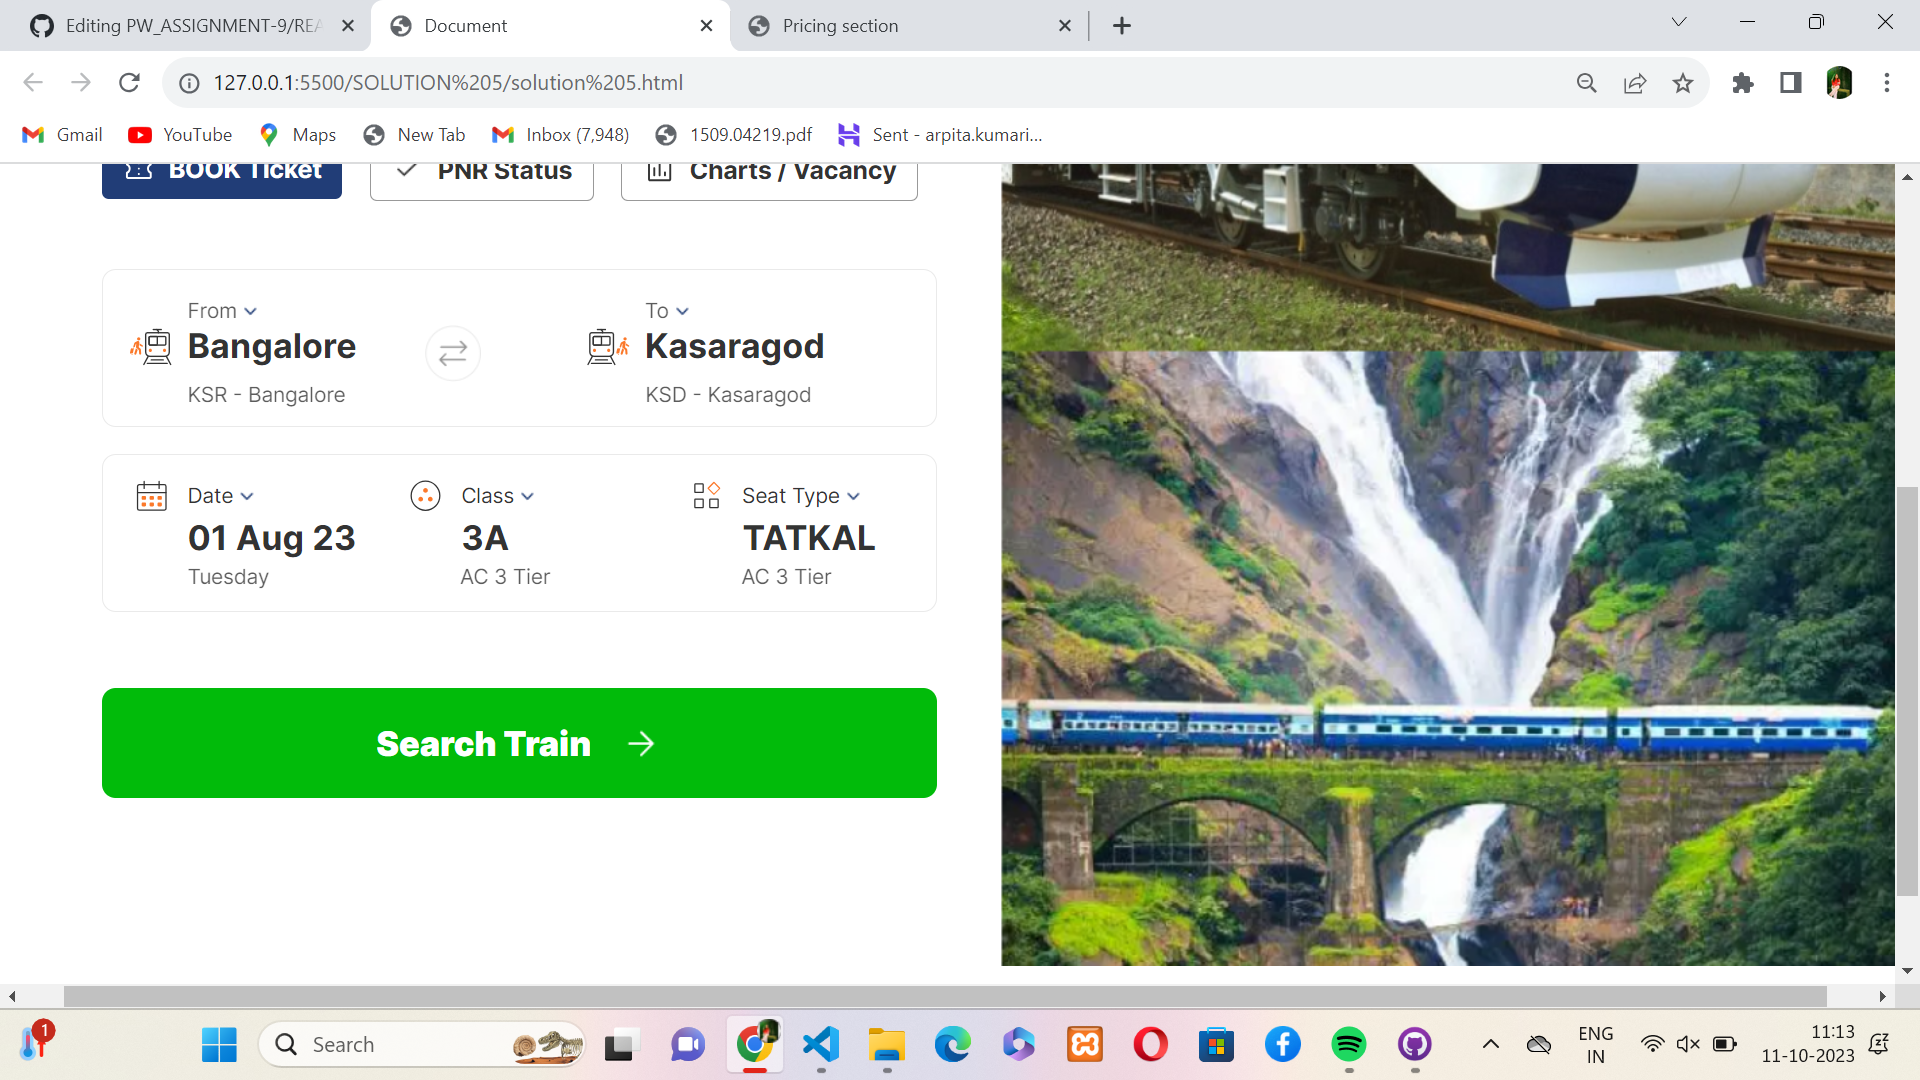 Editing PW_ASSIGNMENT-9/REA
Document
Pricing section
127.0.0.1:5500/SOLUTION%205/solution%205.html
Gmail
YouTube
Maps
New Tab
Inbox (7,948)
1509.04219.pdf
Sent - arpita.kumari...
BOOK Ticket
PNR Status
Charts / Vacancy
From
Bangalore
KSR - Bangalore
To
Kasaragod
KSD - Kasaragod
Date
01 Aug 23
Tuesday
Class
3A
AC 3 Tier
Seat Type
TATKAL
AC 3 Tier
Search Train
1
Search
ENG
IN
11:13
11-10-2023